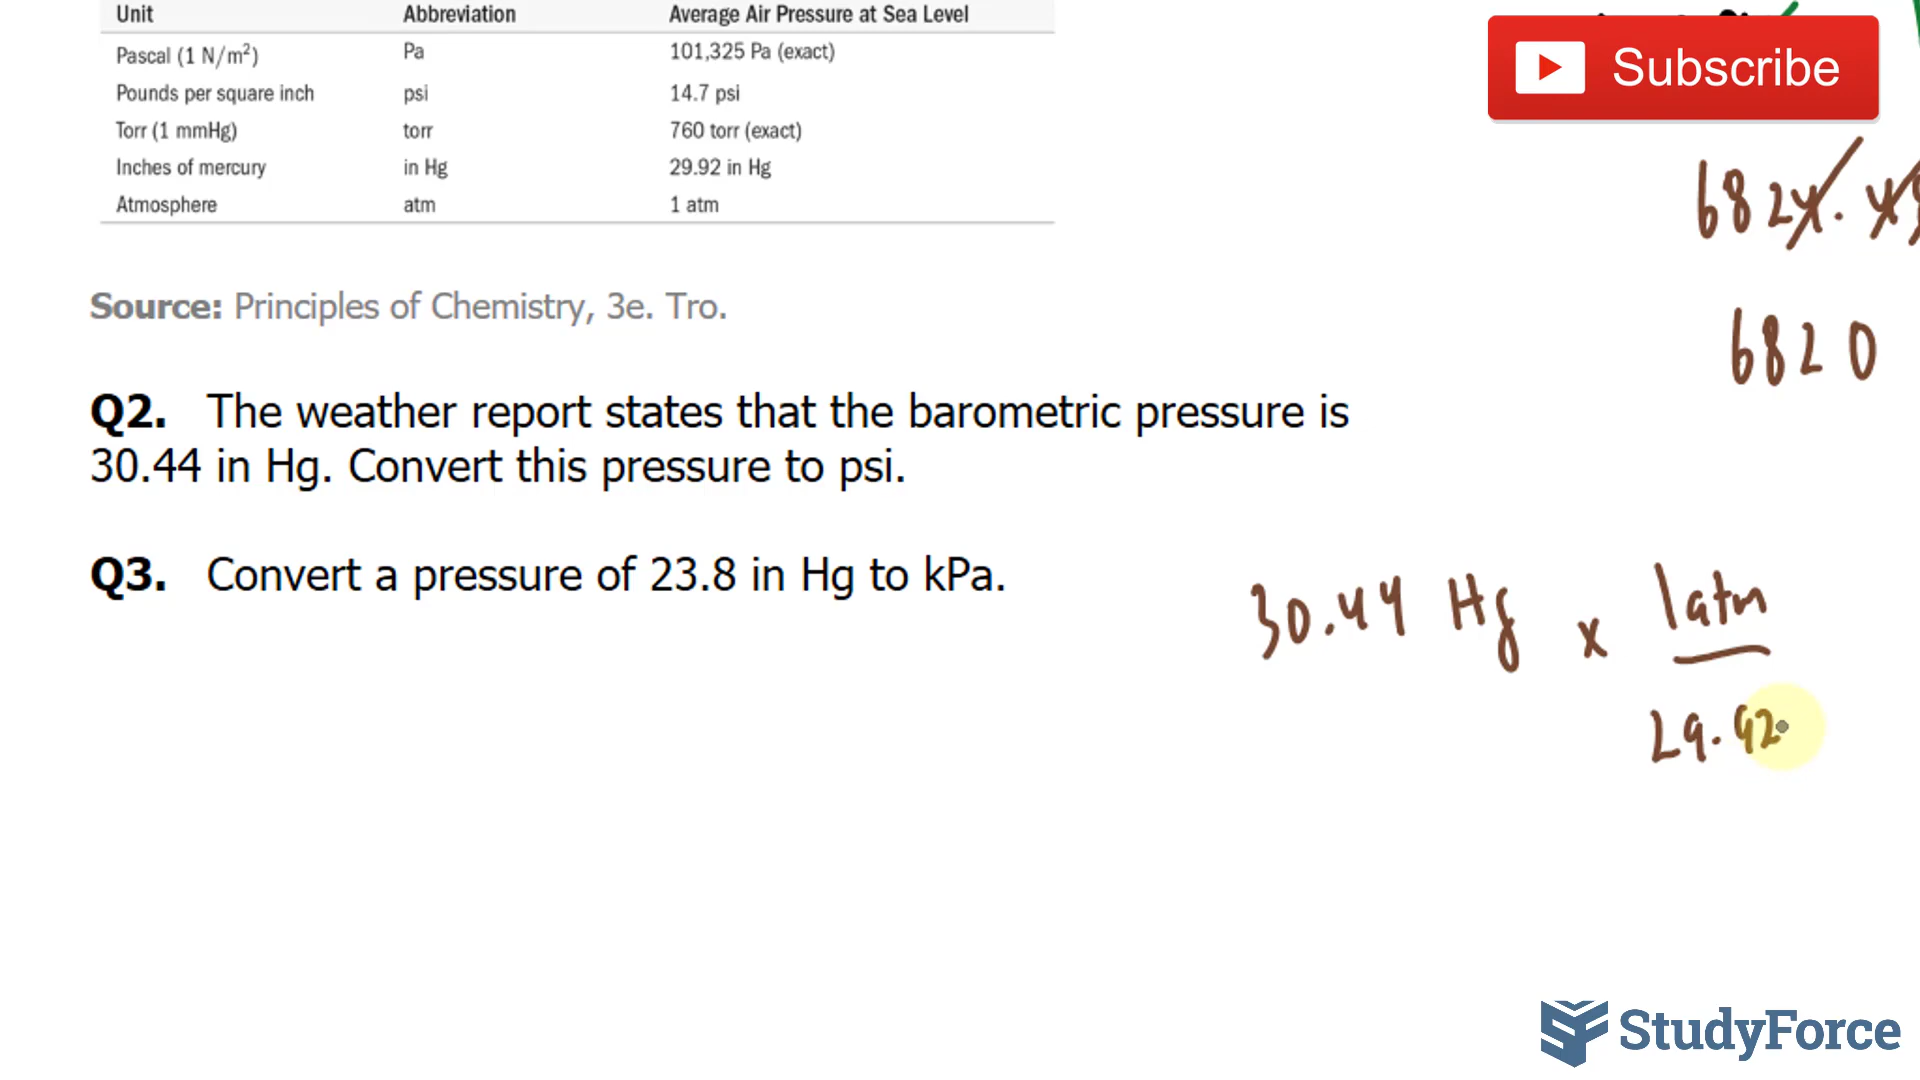 Unit Abbreviation Average Air Pressure at Sea Level
Pascal (1 N/m²) Pa 101,325 Pa (exact)
Pounds per square inch psi 14.7 psi
Torr (1 mmHg) torr 760 torr (exact)
Inches of mercury in Hg 29.92 in Hg
Atmosphere atm 1 atm
Subscribe
6824.
6820
Source: Principles of Chemistry, 3e. Tro.
Q2. The weather report states that the barometric pressure is
30.44 in Hg. Convert this pressure to psi.
Q3. Convert a pressure of 23.8 in Hg to kPa.
30.44 Hg x 1atm
29.92
StudyForce